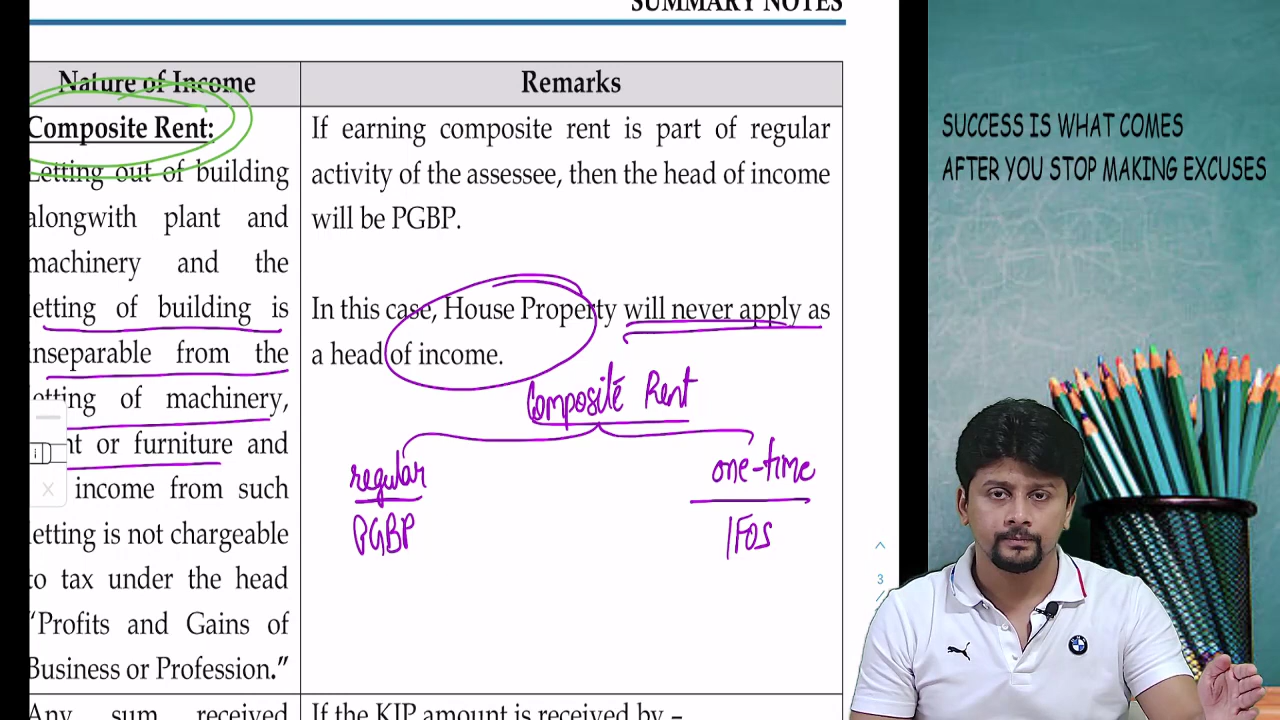 SUMMARY NOTES
Nature of Income
Remarks
Composite Rent:
Letting out of building
alongwith plant and
machinery and the
letting of building is
inseparable from the
letting of machinery,
nt or furniture and
income from such
letting is not chargeable
to tax under the head
“Profits and Gains of
Business or Profession.”
Any sum received
If earning composite rent is part of regular
activity of the assessee, then the head of income
will be PGBP.
In this case, House Property will never apply as
a head of income.
Composite Rent
regular
PGBP
one-time
IFOS
If the KIP amount is received by –
3
SUCCESS IS WHAT COMES
AFTER YOU STOP MAKING EXCUSES